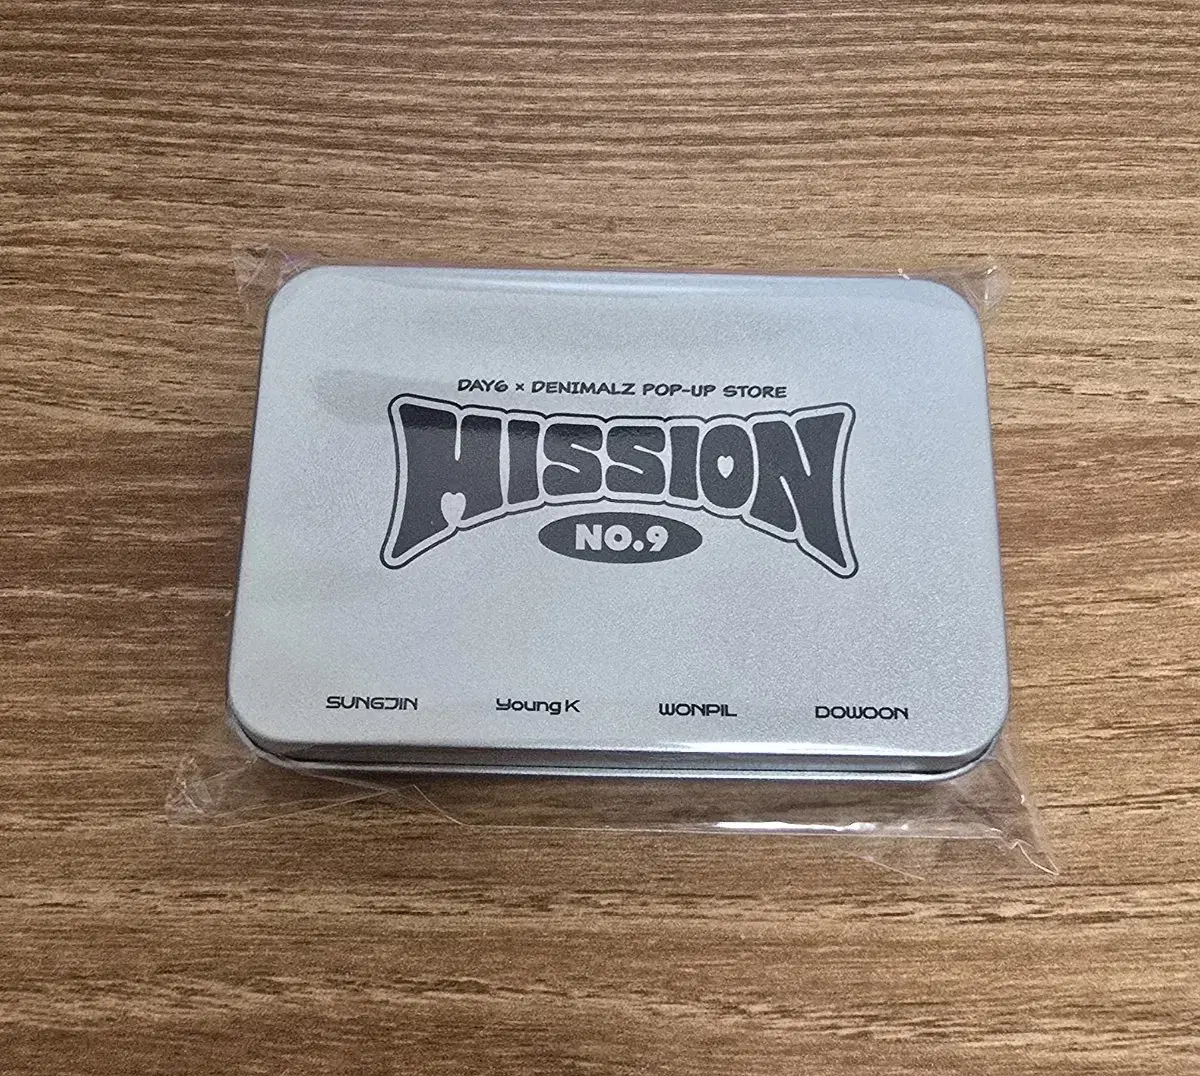 DAY6 × DENIMALZ POP-UP STORE
MISSION
NO.9
SUNGJIN Young K WONPIL DOWOON